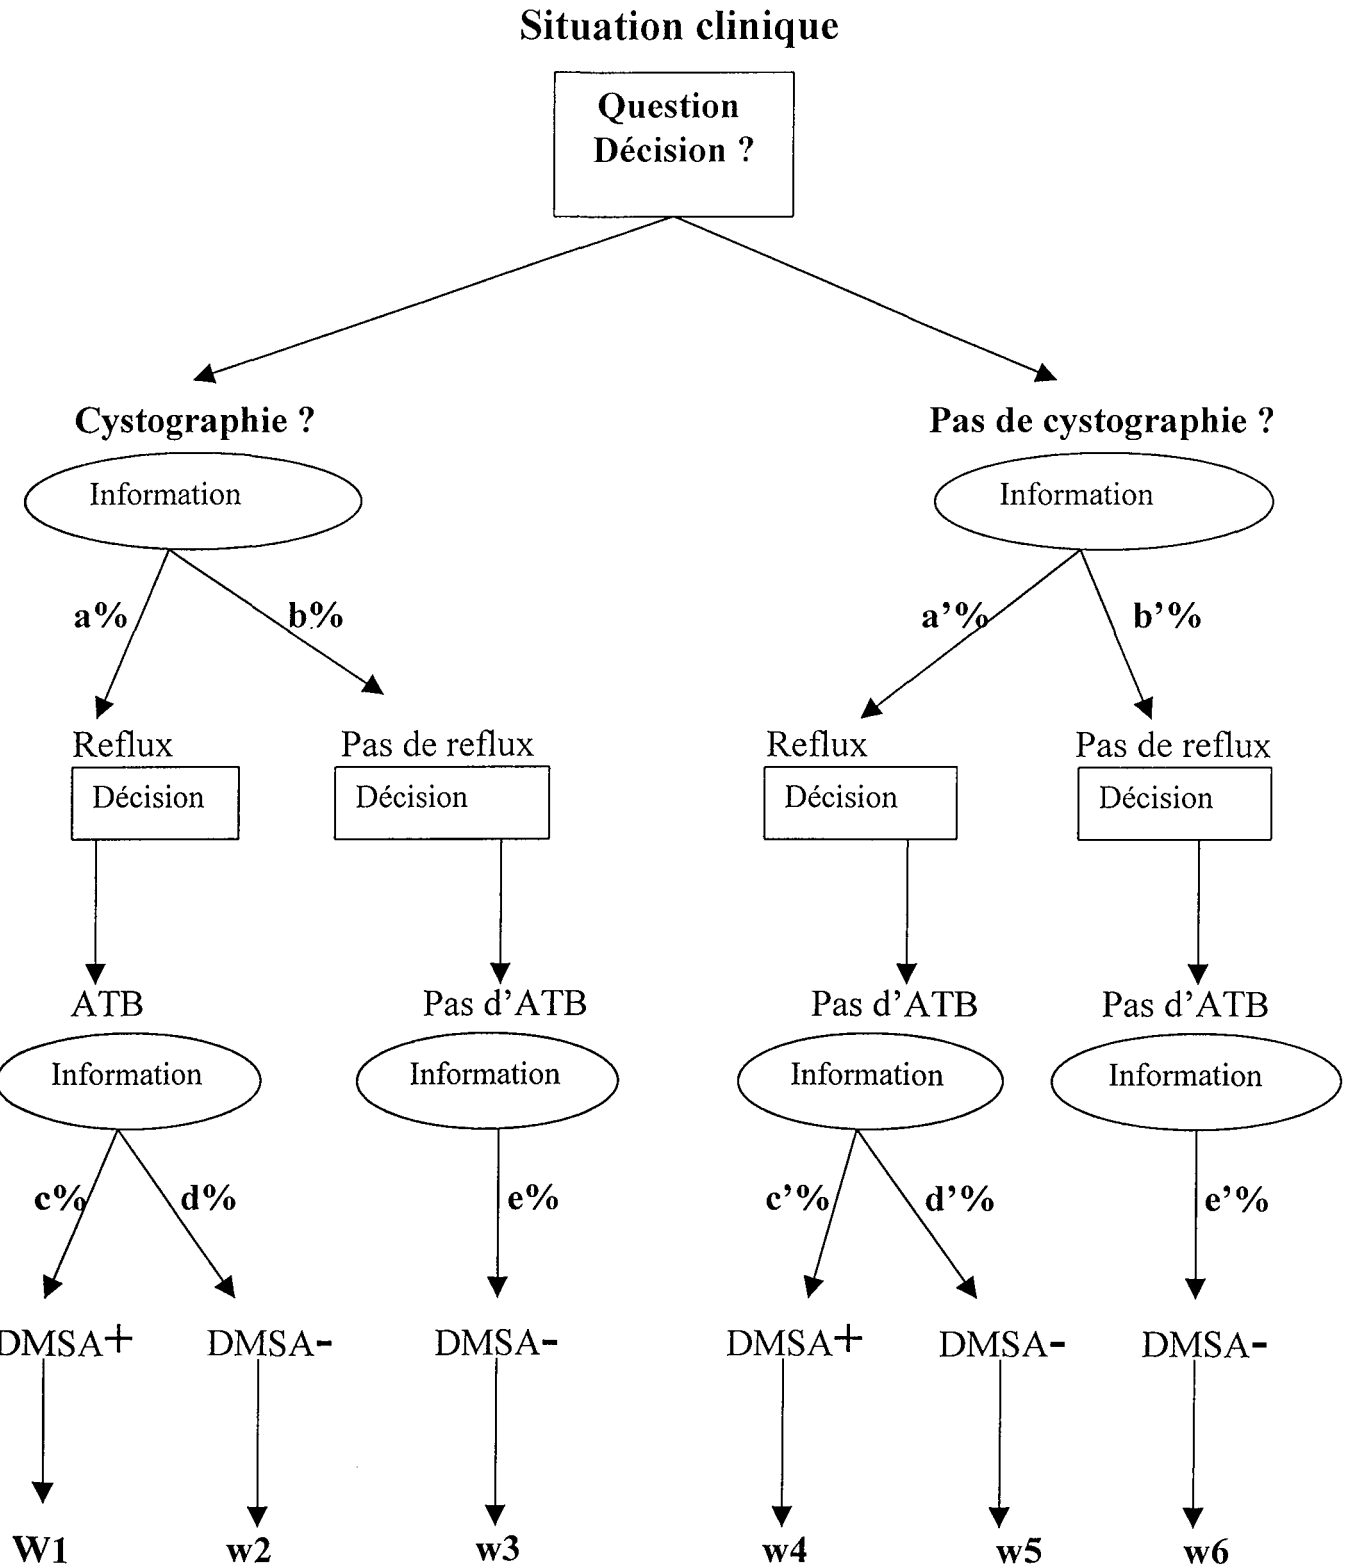 Situation clinique
Question
Décision ?
Cystographie ?
Pas de cystographie ?
Information
Information
a%
b%
a’%
b’%
Reflux
Pas de reflux
Reflux
Pas de reflux
Décision
Décision
Décision
Décision
ATB
Pas d’ATB
Pas d’ATB
Pas d’ATB
Information
Information
Information
Information
c%
d%
e%
c’%
d’%
e’%
DMSA+
DMSA-
DMSA-
DMSA+
DMSA-
DMSA-
W1
w2
w3
w4
w5
w6